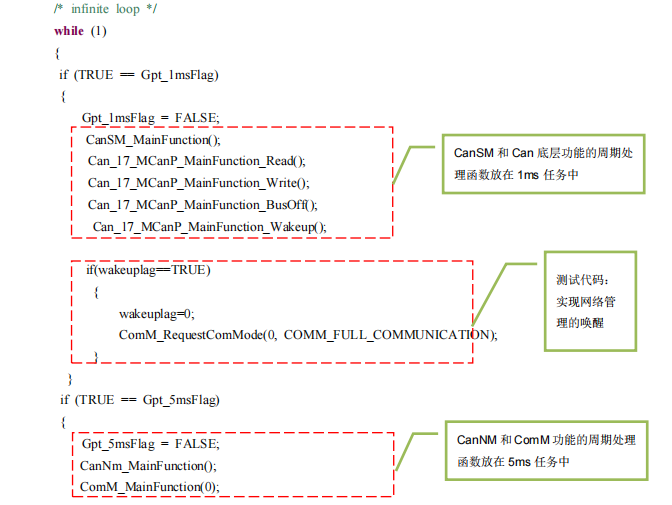 /* infinite loop */
while (1)
{
if (TRUE == Gpt_1msFlag)
{
Gpt_1msFlag = FALSE;
CanSM_MainFunction();
Can_17_MCanP_MainFunction_Read();
Can_17_MCanP_MainFunction_Write();
Can_17_MCanP_MainFunction_BusOff();
Can_17_MCanP_MainFunction_Wakeup();
CanSM 和 Can 底层功能的周期处
理函数放在 1ms 任务中
if(wakeuplag==TRUE)
{
wakeuplag=0;
ComM_RequestComMode(0, COMM_FULL_COMMUNICATION);
}
测试代码：
实现网络管
理的唤醒
}
if (TRUE == Gpt_5msFlag)
{
Gpt_5msFlag = FALSE;
CanNm_MainFunction();
ComM_MainFunction(0);
CanNM 和 ComM 功能的周期处理
函数放在 5ms 任务中